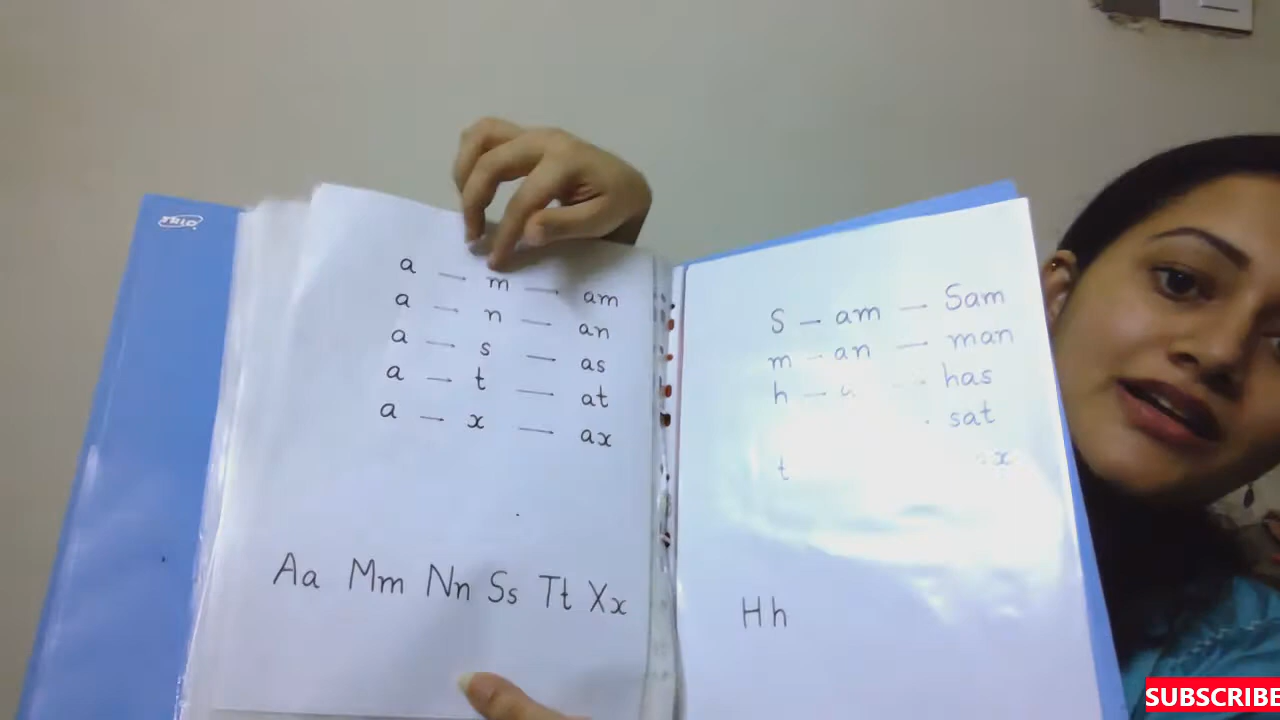 TRIO
a — m — am
a — n — an
a — s — as
a — t — at
a — x — ax
Aa Mm Nn Ss Tt Xx
S — am — Sam
m — an — man
h — has
sat
t x
Hh
SUBSCRIBE